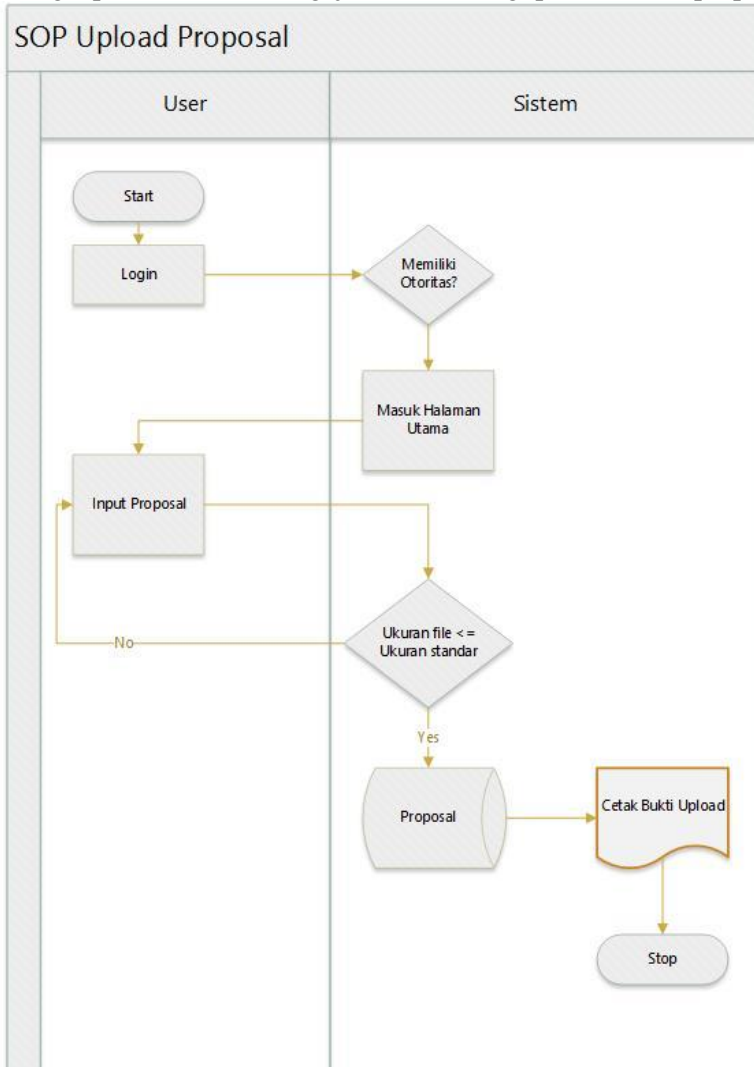 SOP Upload Proposal
User
Sistem
Start
Login
Memiliki
Otoritas?
Masuk Halaman
Utama
Input Proposal
Ukuran file <=
Ukuran standar
No
Yes
Proposal
Cetak Bukti Upload
Stop